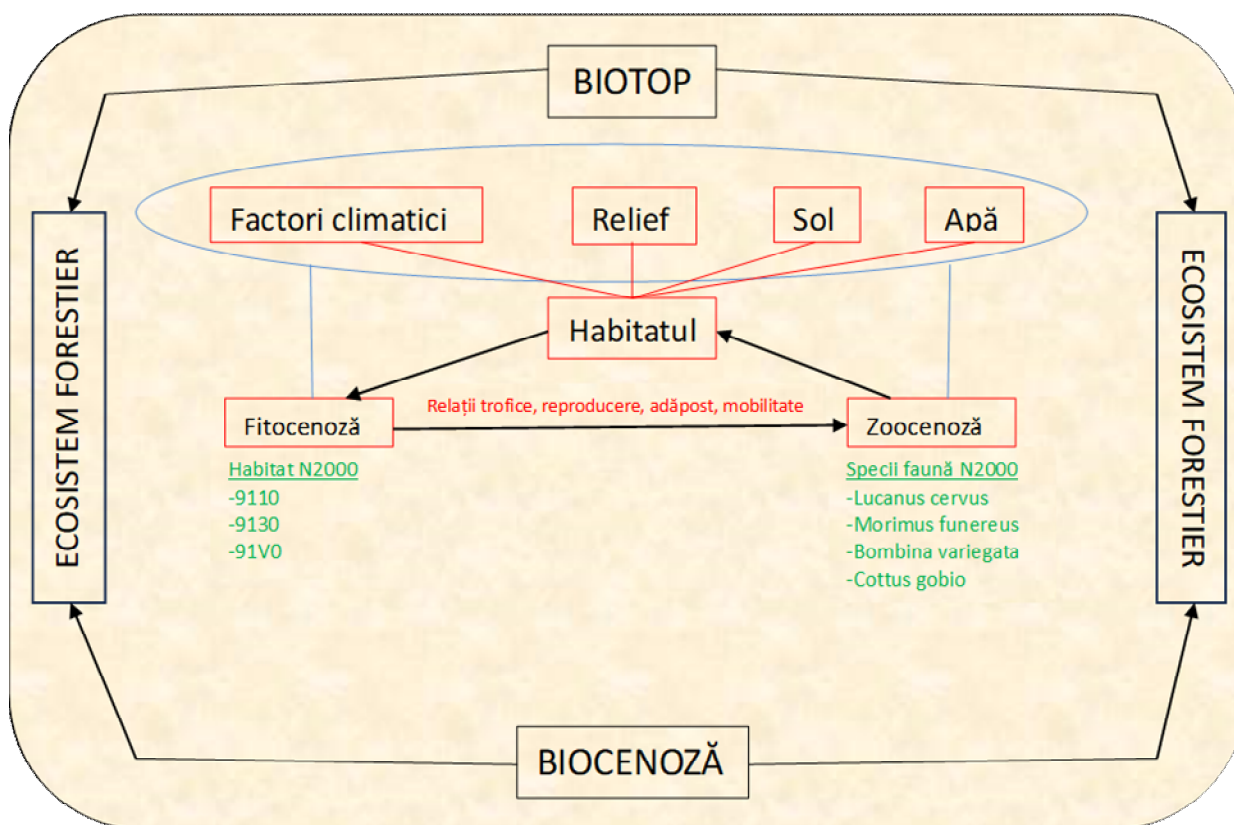 BIOTOP
Factori climatici
Relief
Sol
Apă
ECOSISTEM FORESTIER
ECOSISTEM FORESTIER
Habitatul
Relații trofice, reproducere, adăpost, mobilitate
Fitocenoză
Zoocenoză
Habitat N2000
-9110
-9130
-91V0
Specii faună N2000
-Lucanus cervus
-Morimus funereus
-Bombina variegata
-Cottus gobio
BIOCENOZĂ